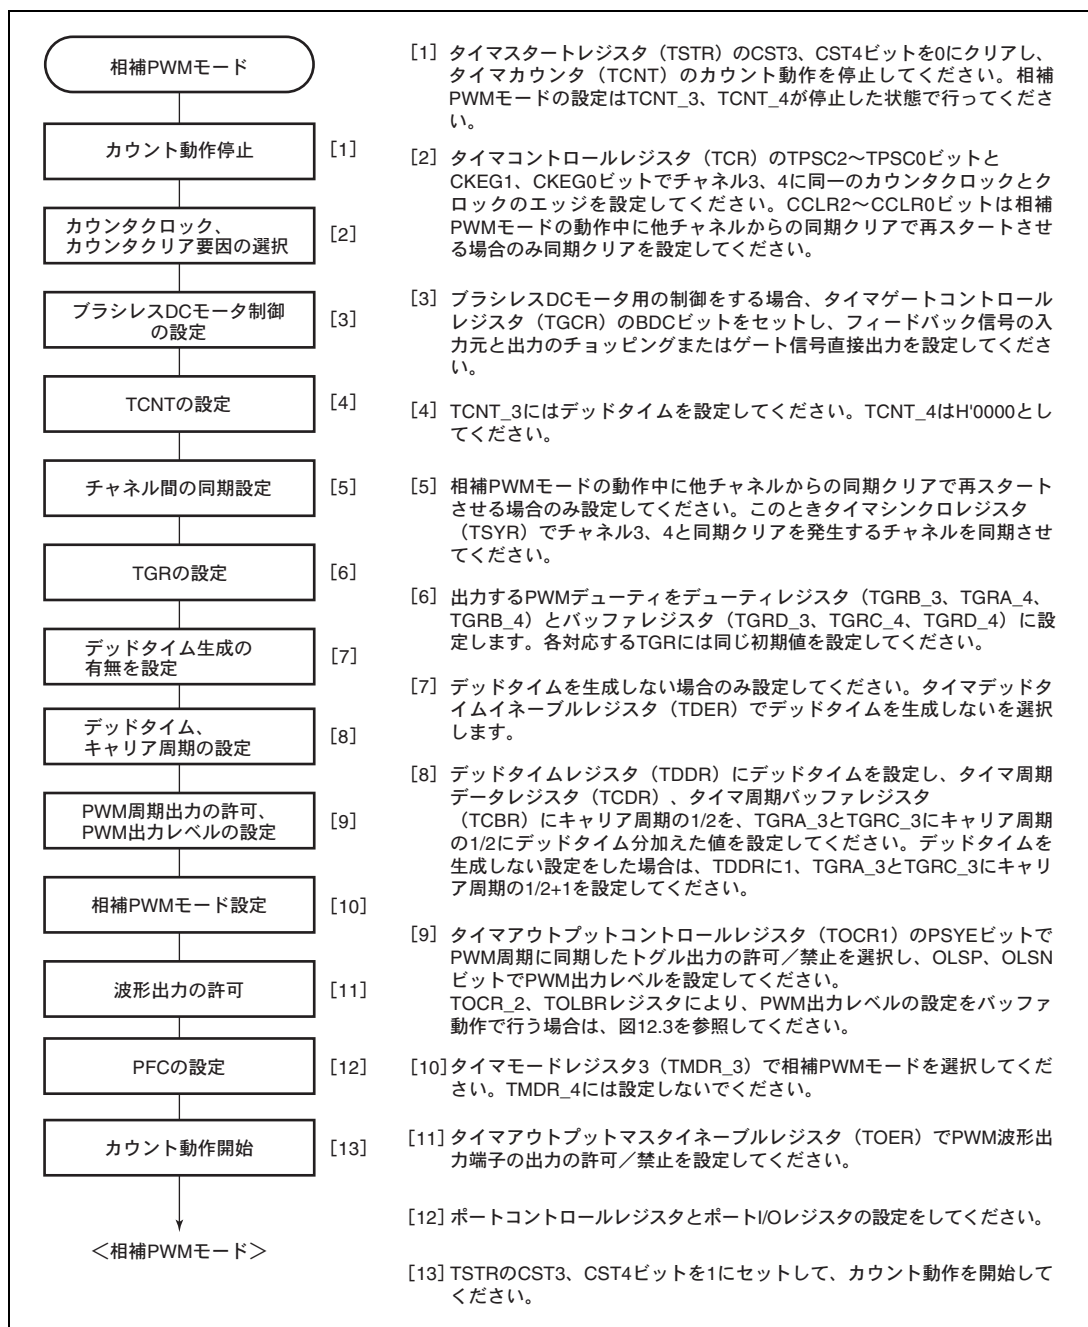 相補PWMモード
カウント動作停止 [1]
カウンタクロック、
カウンタクリア要因の選択 [2]
ブラシレスDCモータ制御
の設定 [3]
TCNTの設定 [4]
チャネル間の同期設定 [5]
TGRの設定 [6]
デッドタイム生成の
有無を設定 [7]
デッドタイム、
キャリア周期の設定 [8]
PWM周期出力の許可、
PWM出力レベルの設定 [9]
相補PWMモード設定 [10]
波形出力の許可 [11]
PFCの設定 [12]
カウント動作開始 [13]
＜相補PWMモード＞
[1] タイマスタートレジスタ（TSTR）のCST3、CST4ビットを0にクリアし、
タイマカウンタ（TCNT）のカウント動作を停止してください。相補
PWMモードの設定はTCNT_3、TCNT_4が停止した状態で行ってくださ
い。
[2] タイマコントロールレジスタ（TCR）のTPSC2～TPSC0ビットと
CKEG1、CKEG0ビットでチャネル3、4に同一のカウンタクロックとク
ロックのエッジを設定してください。CCLR2～CCLR0ビットは相補
PWMモードの動作中に他チャネルからの同期クリアで再スタートさせ
る場合のみ同期クリアを設定してください。
[3] ブラシレスDCモータ用の制御をする場合、タイマゲートコントロール
レジスタ（TGCR）のBDCビットをセットし、フィードバック信号の入
力元と出力のチョッピングまたはゲート信号直接出力を設定してくださ
い。
[4] TCNT_3にはデッドタイムを設定してください。TCNT_4はH'0000とし
てください。
[5] 相補PWMモードの動作中に他チャネルからの同期クリアで再スタート
させる場合のみ設定してください。このときタイマシンクロレジスタ
（TSYR）でチャネル3、4と同期クリアを発生するチャネルを同期させ
てください。
[6] 出力するPWMデューティをデューティレジスタ（TGRB_3、TGRA_4、
TGRB_4）とバッファレジスタ（TGRD_3、TGRC_4、TGRD_4）に設
定します。各対応するTGRには同じ初期値を設定してください。
[7] デッドタイムを生成しない場合のみ設定してください。タイマデッドタ
イムイネーブルレジスタ（TDER）でデッドタイムを生成しないを選択
します。
[8] デッドタイムレジスタ（TDDR）にデッドタイムを設定し、タイマ周期
データレジスタ（TCDR）、タイマ周期バッファレジスタ
（TCBR）にキャリア周期の1/2を、TGRA_3とTGRC_3にキャリア周期
の1/2にデッドタイム分加えた値を設定してください。デッドタイムを
生成しない設定をした場合は、TDDRに1、TGRA_3とTGRC_3にキャリ
ア周期の1/2+1を設定してください。
[9] タイマアウトプットコントロールレジスタ（TOCR1）のPSYEビットで
PWM周期に同期したトグル出力の許可／禁止を選択し、OLSP、OLSN
ビットでPWM出力レベルを設定してください。
TOCR_2、TOLBRレジスタにより、PWM出力レベルの設定をバッファ
動作で行う場合は、図12.3を参照してください。
[10] タイマモードレジスタ3（TMDR_3）で相補PWMモードを選択してくだ
さい。TMDR_4には設定しないでください。
[11] タイマアウトプットマスタイネーブルレジスタ（TOER）でPWM波形出
力端子の出力の許可／禁止を設定してください。
[12] ポートコントロールレジスタとポートI/Oレジスタの設定をしてください。
[13] TSTRのCST3、CST4ビットを1にセットして、カウント動作を開始して
ください。